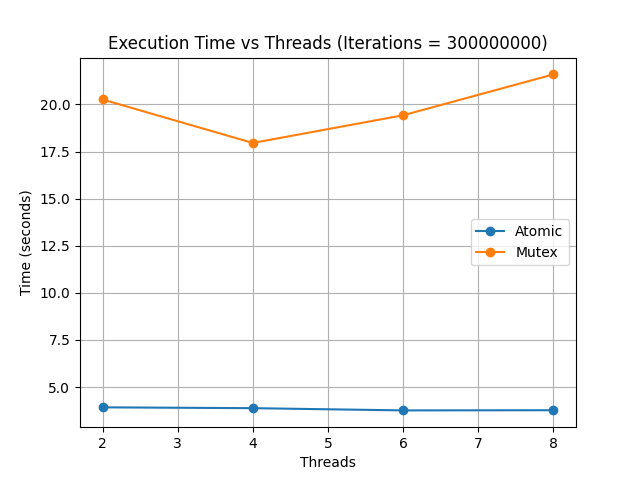 Execution Time vs Threads (Iterations = 300000000)
20.0
17.5
15.0
12.5
10.0
7.5
5.0
Time (seconds)
Atomic
Mutex
2 3 4 5 6 7 8
Threads